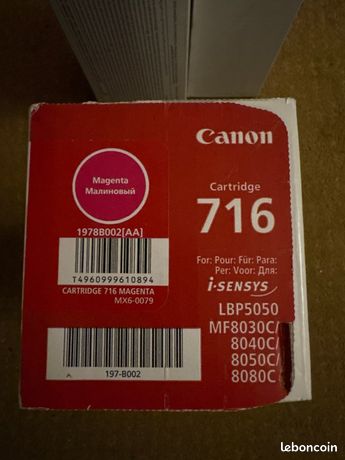 Canon
Magenta
Малиновый
Cartridge
716
1978B002[AA]
T4960999610894
CARTRIDGE 716 MAGENTA
MX6-0079
For: Pour: Für: Para:
Per: Voor: Для:
i-SENSYS
LBP5050
MF8030C/
8040C/
8050C/
8080C
A 197-B002
leboncoin